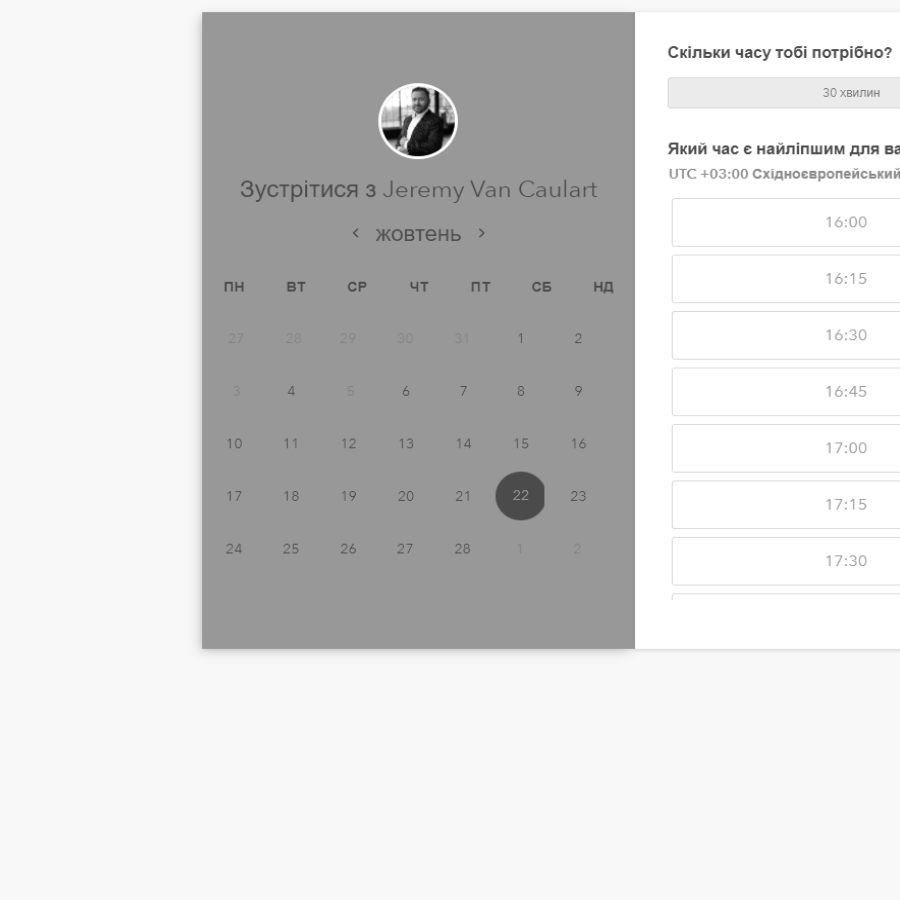 Зустрітися з Jeremy Van Caulart
жовтень
ПН ВТ СР ЧТ ПТ СБ НД
27 28 29 30 31 1 2
3 4 5 6 7 8 9
10 11 12 13 14 15 16
17 18 19 20 21 22 23
24 25 26 27 28 1 2
Скільки часу тобі потрібно?
30 хвилин
Який час є найліпшим для ва
UTC +03:00 Східноєвропейський
16:00
16:15
16:30
16:45
17:00
17:15
17:30